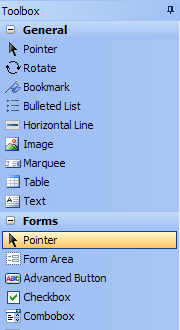 Toolbox
General
Pointer
Rotate
Bookmark
Bulleted List
Horizontal Line
Image
Marquee
Table
Text
Forms
Pointer
Form Area
ABC Advanced Button
Checkbox
Combobox